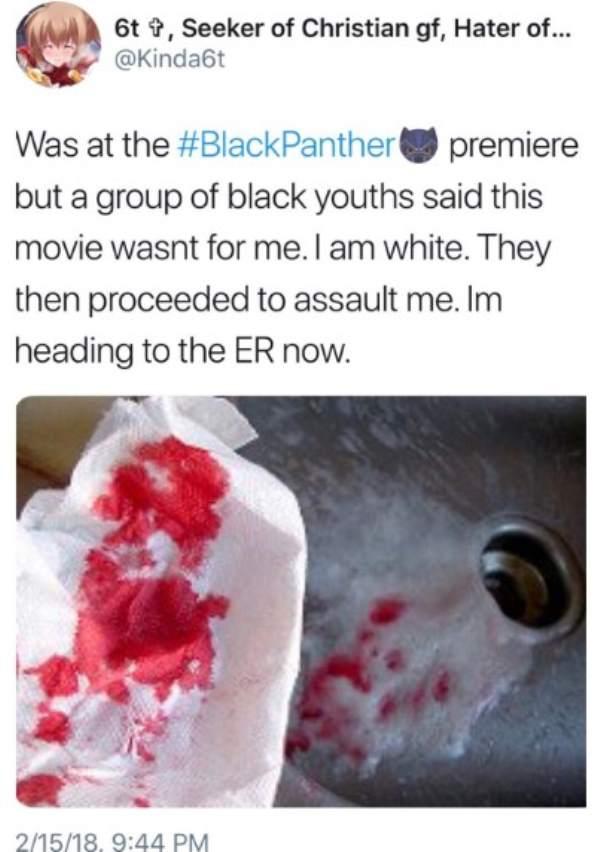 6t ✞, Seeker of Christian gf, Hater of...
@Kinda6t
Was at the #BlackPanther premiere
but a group of black youths said this
movie wasnt for me. I am white. They
then proceeded to assault me. Im
heading to the ER now.
2/15/18, 9:44 PM